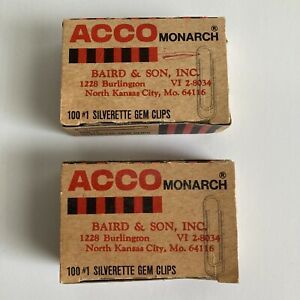 ACCO MONARCH®
BAIRD & SON, INC.
1228 Burlington VI 2-8034
North Kansas City, Mo. 64116
100 #1 SILVERETTE GEM CLIPS
ACCO MONARCH®
BAIRD & SON, INC.
1228 Burlington VI 2-8034
North Kansas City, Mo. 64116
100 #1 SILVERETTE GEM CLIPS